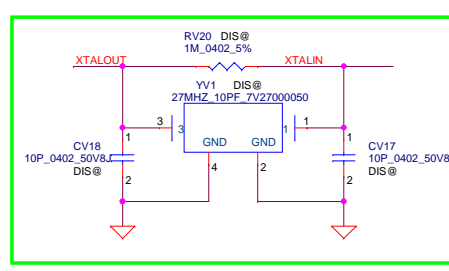 RV20 DIS@
1M_0402_5%
XTALOUT
XTALIN
YV1 DIS@
27MHZ_10PF_7V27000050
3
3
1
1
GND
GND
1
CV18
10P_0402_50V8J
DIS@
2
4
2
1
CV17
10P_0402_50V8
DIS@
2